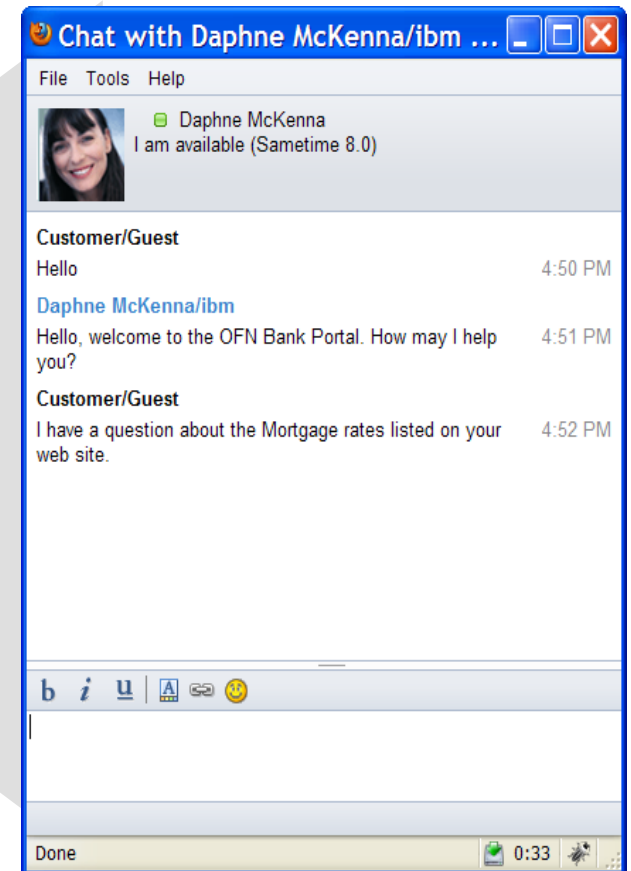 Chat with Daphne McKenna/ibm ...
File Tools Help
Daphne McKenna
I am available (Sametime 8.0)
Customer/Guest
Hello 4:50 PM
Daphne McKenna/ibm
Hello, welcome to the OFN Bank Portal. How may I help 4:51 PM
you?
Customer/Guest
I have a question about the Mortgage rates listed on your 4:52 PM
web site.
b i u A
Done 0:33